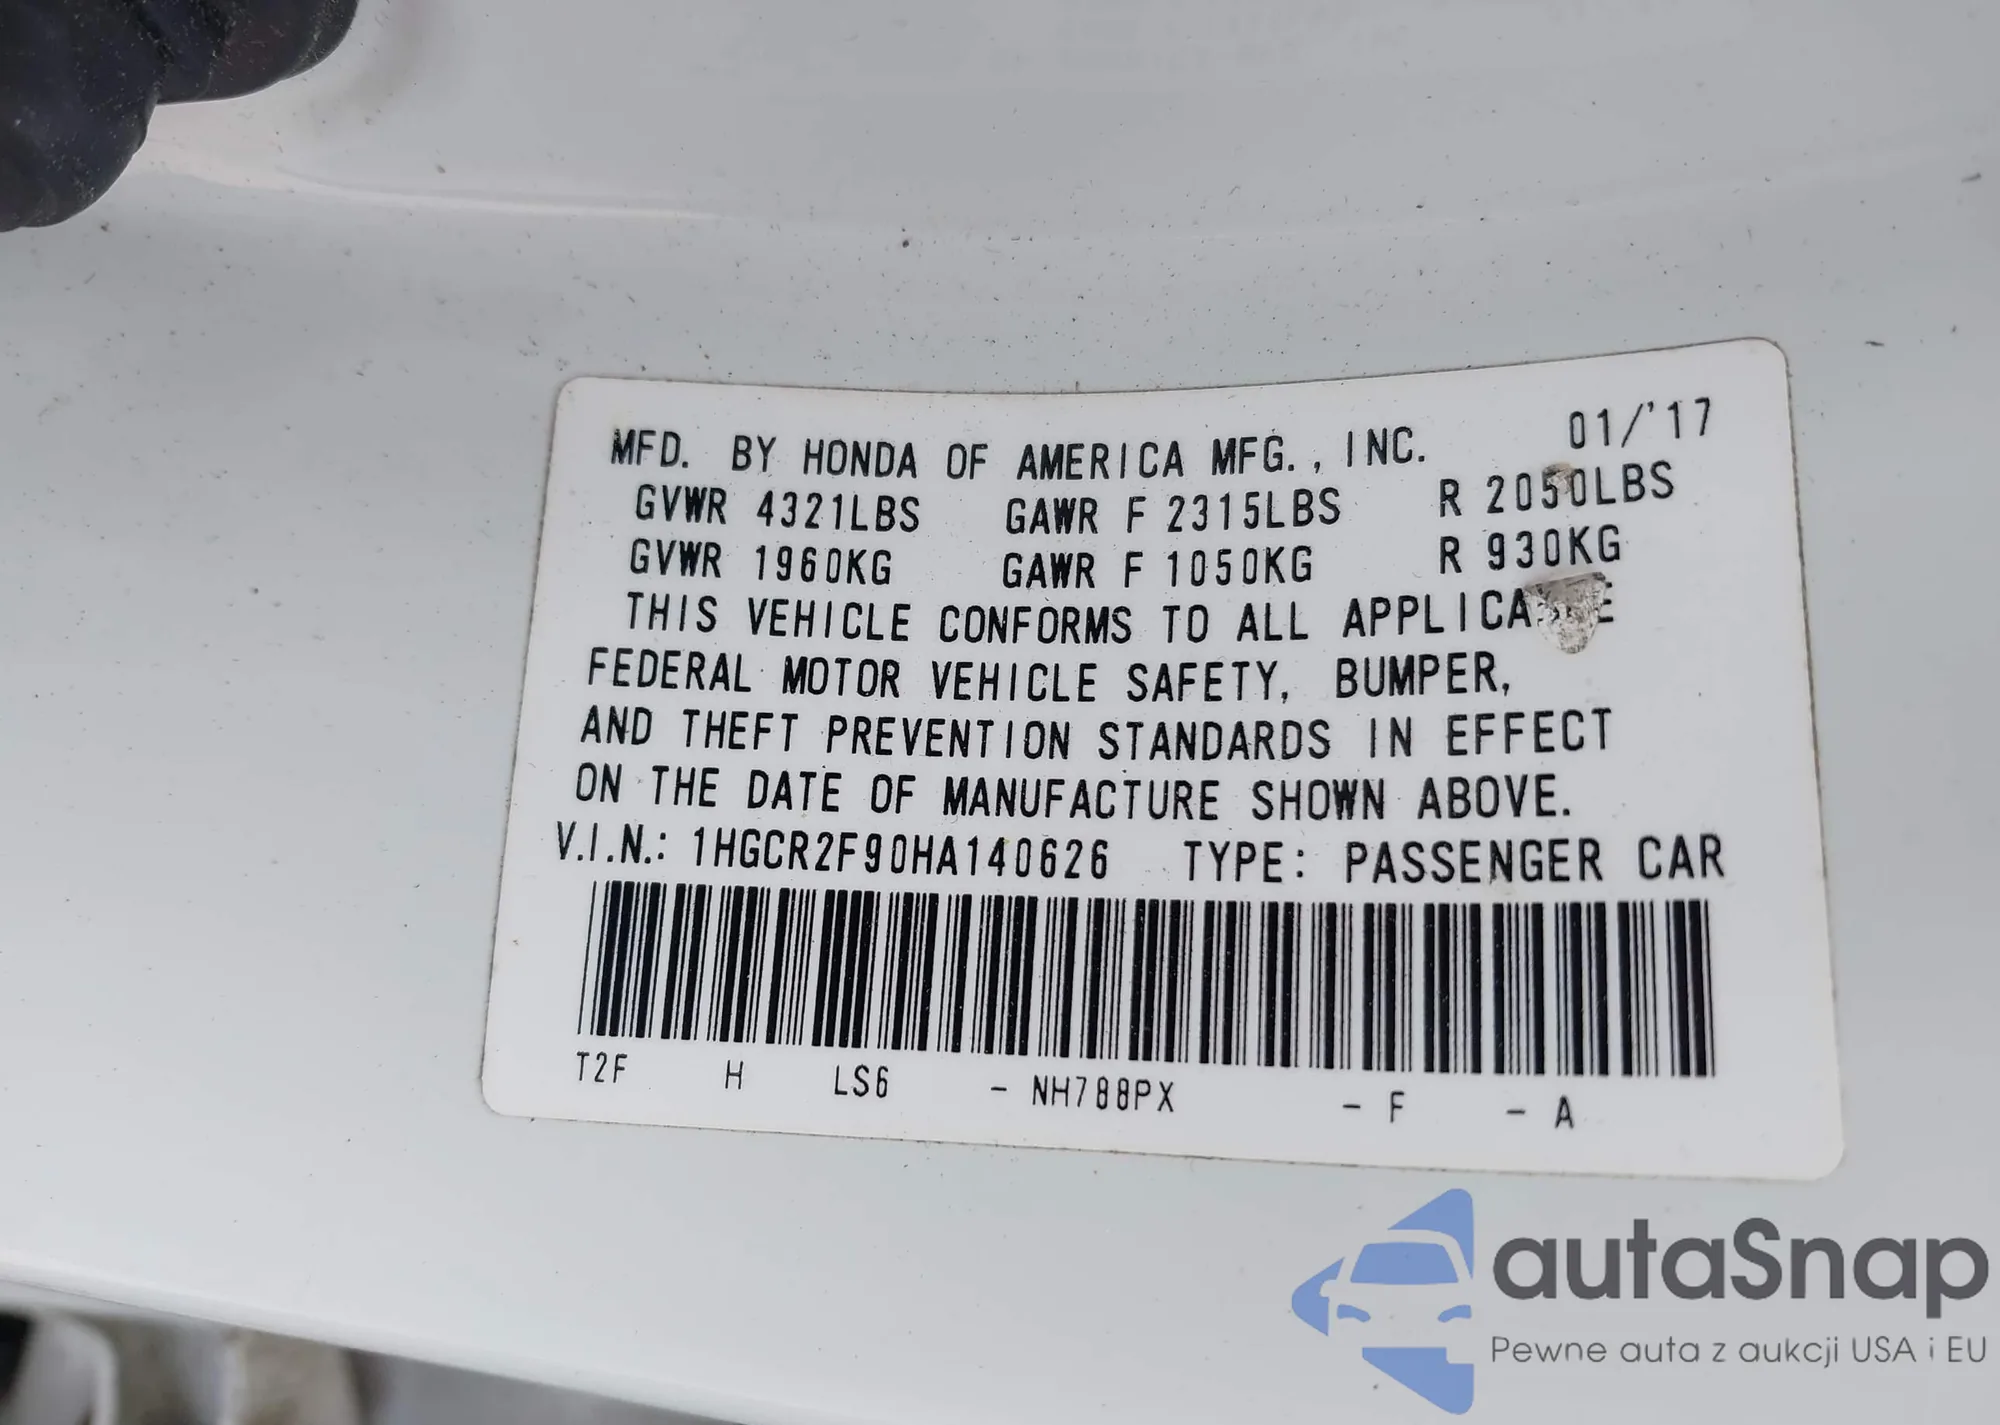 MFD. BY HONDA OF AMERICA MFG., INC. 01/'17
GVWR 4321LBS GAWR F 2315LBS R 2050LBS
GVWR 1960KG GAWR F 1050KG R 930KG
THIS VEHICLE CONFORMS TO ALL
FEDERAL MOTOR VEHICLE SAFETY, BUMPER,
AND THEFT PREVENTION STANDARDS IN EFFECT
ON THE DATE OF MANUFACTURE SHOWN ABOVE.
V.I.N.: 1HGCR2F90HA140626 TYPE: PASSENGER CAR
T2F H LS6 - NH788PX - F - A
autaSnap
Pewne auta z aukcji USA i EU